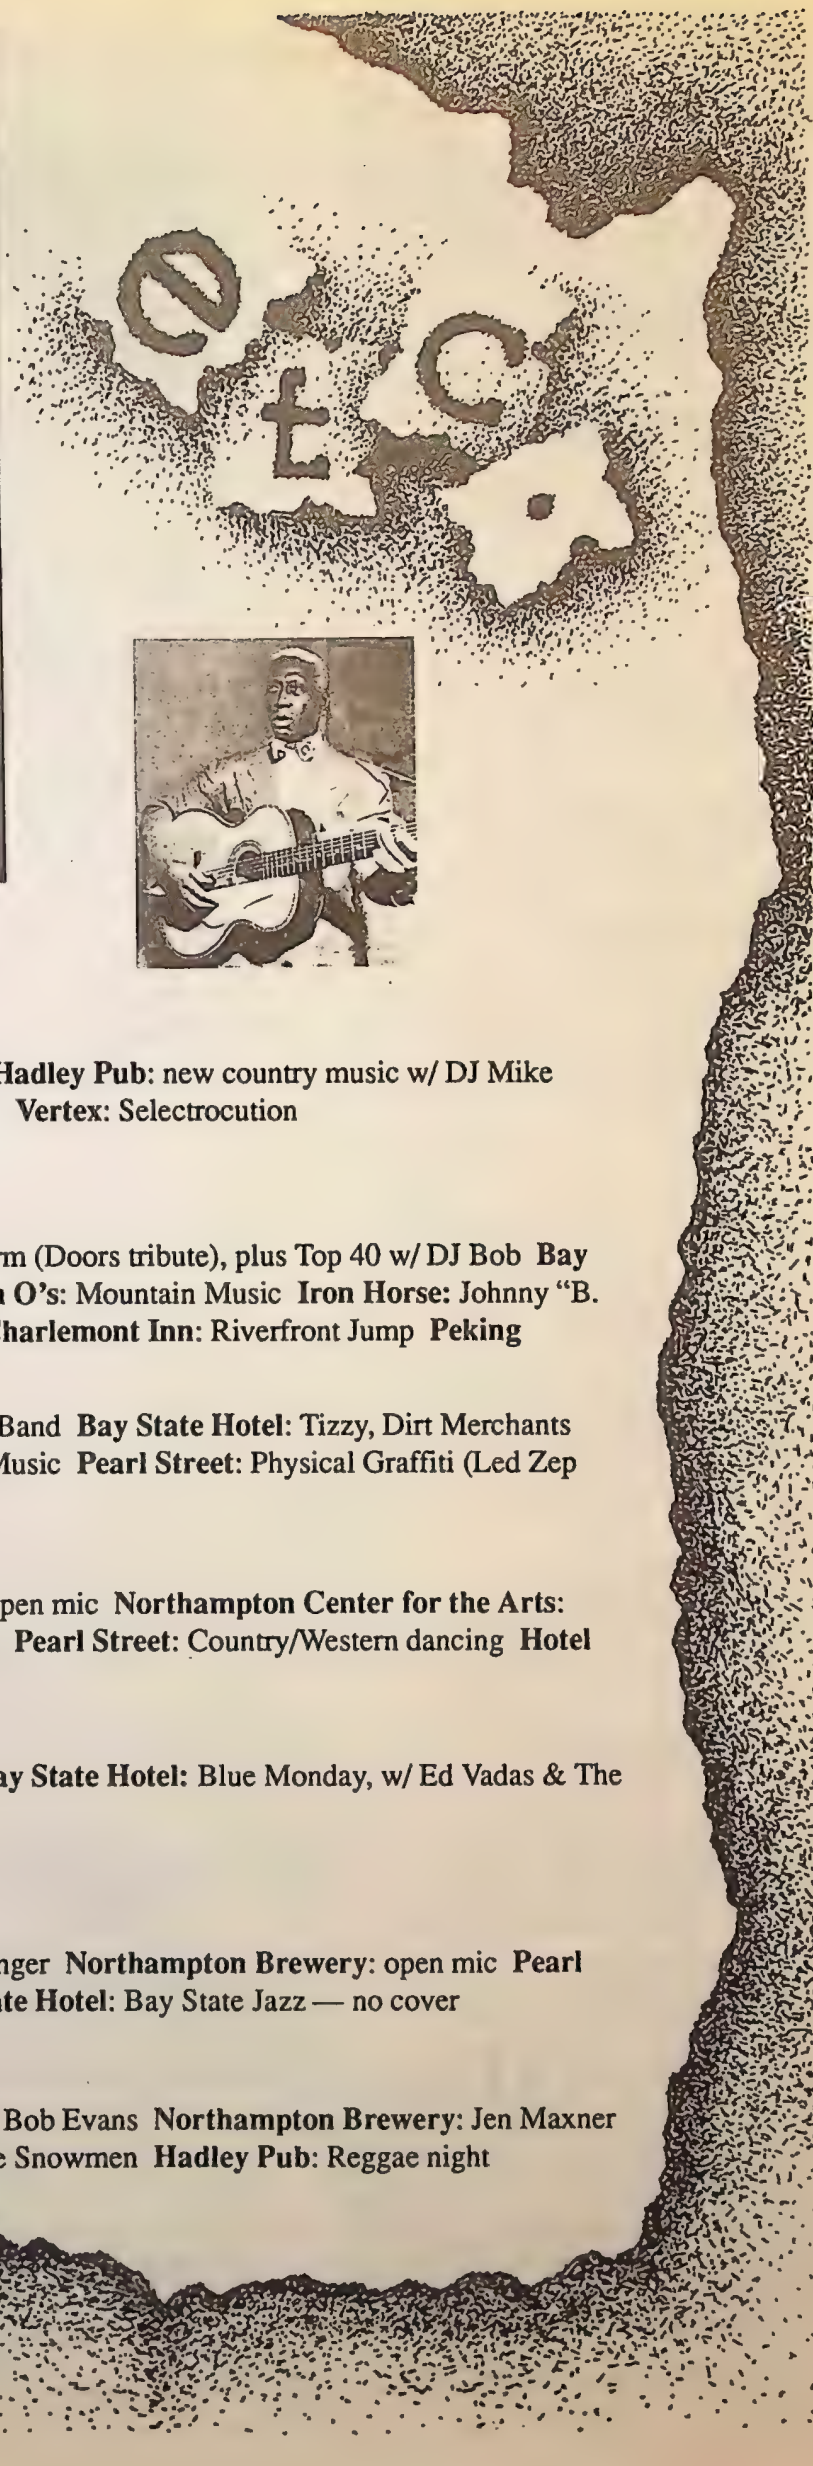 etc.
Hadley Pub: new country music w/ DJ Mike
Vertex: Selectrocution
(Doors tribute), plus Top 40 w/ DJ Bob Bay
O's: Mountain Music Iron Horse: Johnny “B.
Charlemont Inn: Riverfront Jump Peking
Band Bay State Hotel: Tizzy, Dirt Merchants
Music Pearl Street: Physical Graffiti (Led Zep
pen mic Northampton Center for the Arts:
Pearl Street: Country/Western dancing Hotel
ay State Hotel: Blue Monday, w/ Ed Vadas & The
nger Northampton Brewery: open mic Pearl
te Hotel: Bay State Jazz — no cover
Bob Evans Northampton Brewery: Jen Maxner
e Snowmen Hadley Pub: Reggae night